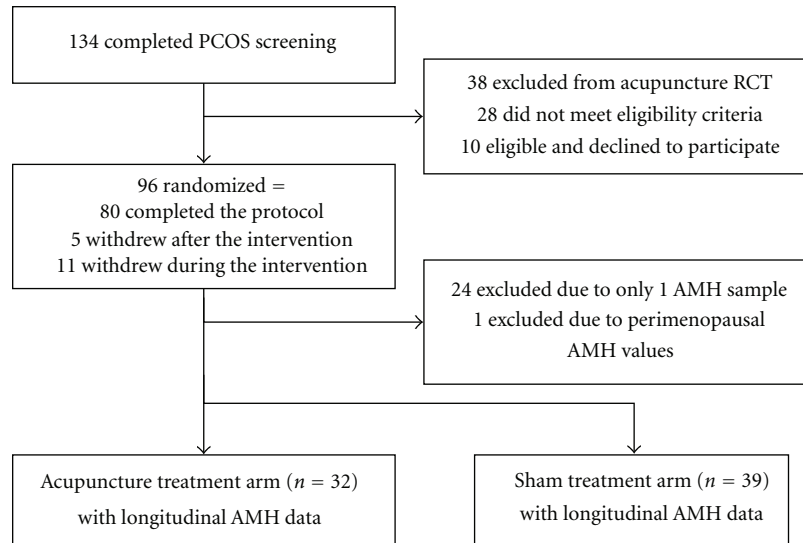 134 completed PCOS screening
38 excluded from acupuncture RCT
28 did not meet eligibility criteria
10 eligible and declined to participate
96 randomized =
80 completed the protocol
5 withdrew after the intervention
11 withdrew during the intervention
24 excluded due to only 1 AMH sample
1 excluded due to perimenopausal
AMH values
Acupuncture treatment arm (n = 32)
with longitudinal AMH data
Sham treatment arm (n = 39)
with longitudinal AMH data